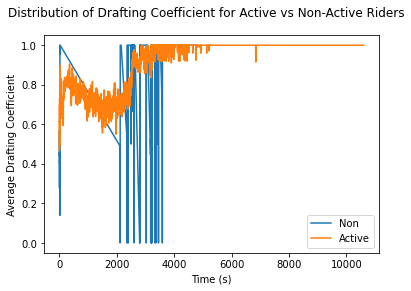 Distribution of Drafting Coefficient for Active vs Non-Active Riders
Average Drafting Coefficient
1.0
0.8
0.6
0.4
0.2
0.0
0
2000
4000
6000
8000
10000
Time (s)
Non
Active